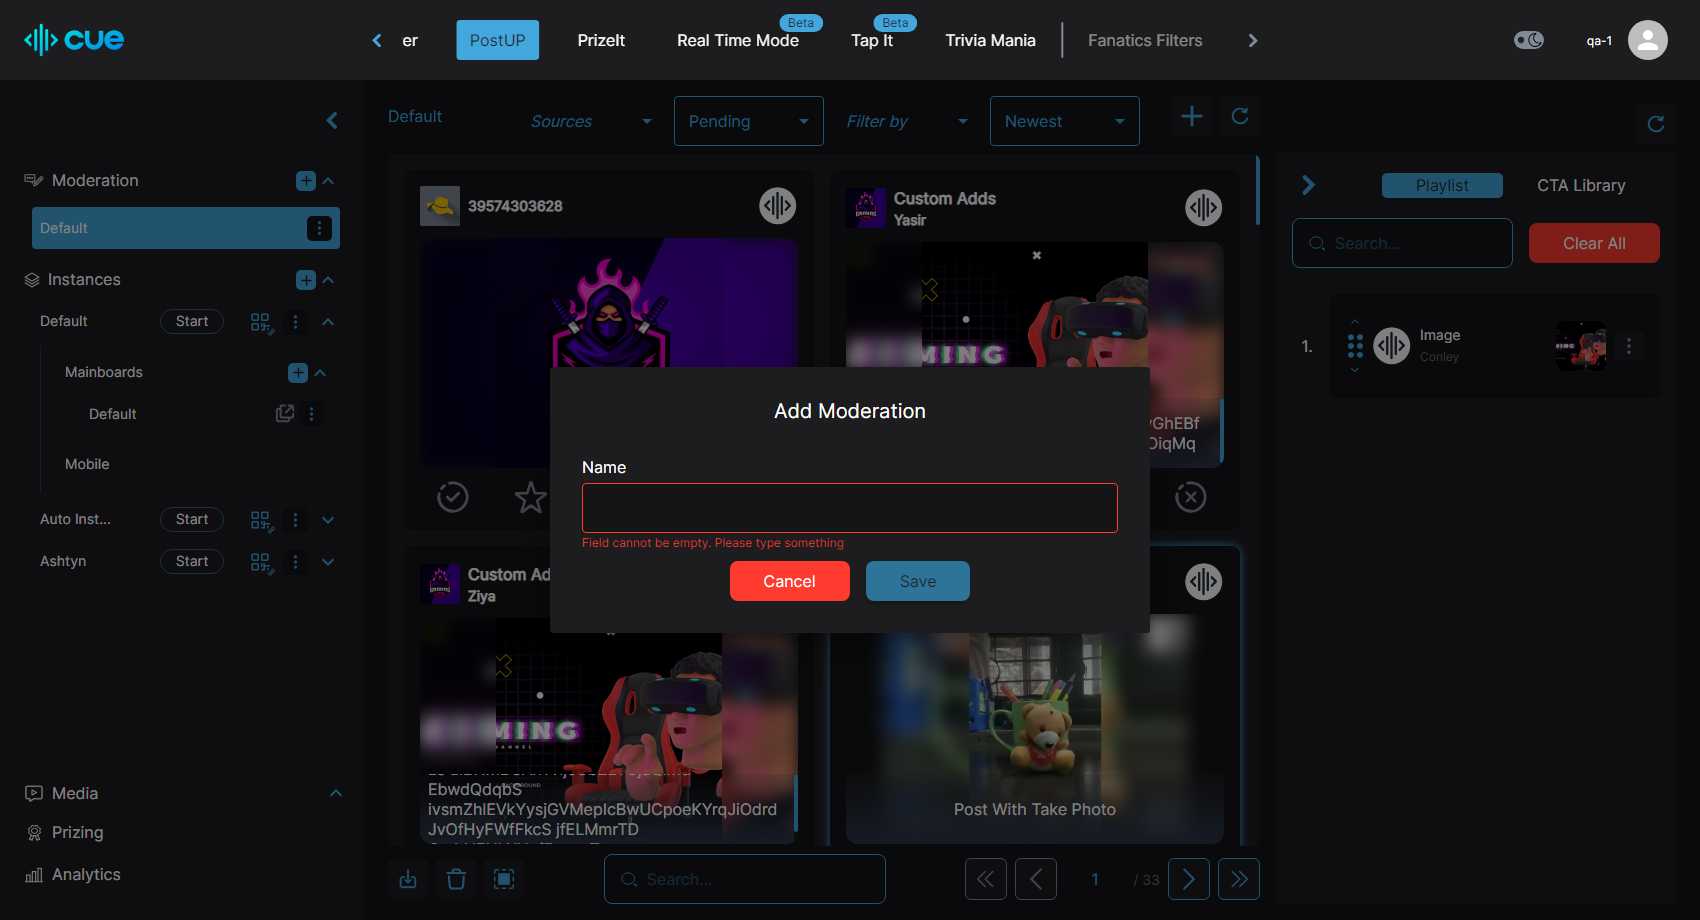 cue
er
PostUP
PrizeIt
Real Time Mode
Beta
Tap It
Beta
Trivia Mania
Fanatics Filters
qa-1
Moderation
Default
Instances
Default
Start
Mainboards
Default
Mobile
Auto Inst...
Start
Ashtyn
Start
Media
Prizing
Analytics
Default
Sources
Pending
Filter by
Newest
39574303628
Custom Adds
Yasir
MING
yGhEBf
DiqMq
Add Moderation
Name
Field cannot be empty. Please type something
Cancel
Save
Custom Ad
Ziya
MING
EbwdQdqbS
ivsmZhlEVkYysjGVMepIcBwUCpoeKYrqJiOdrd
JvOfHyFWfFkcS jfELMmrTD
Post With Take Photo
Search...
1
/ 33
Playlist
CTA Library
Search...
Clear All
1.
Image
Conley